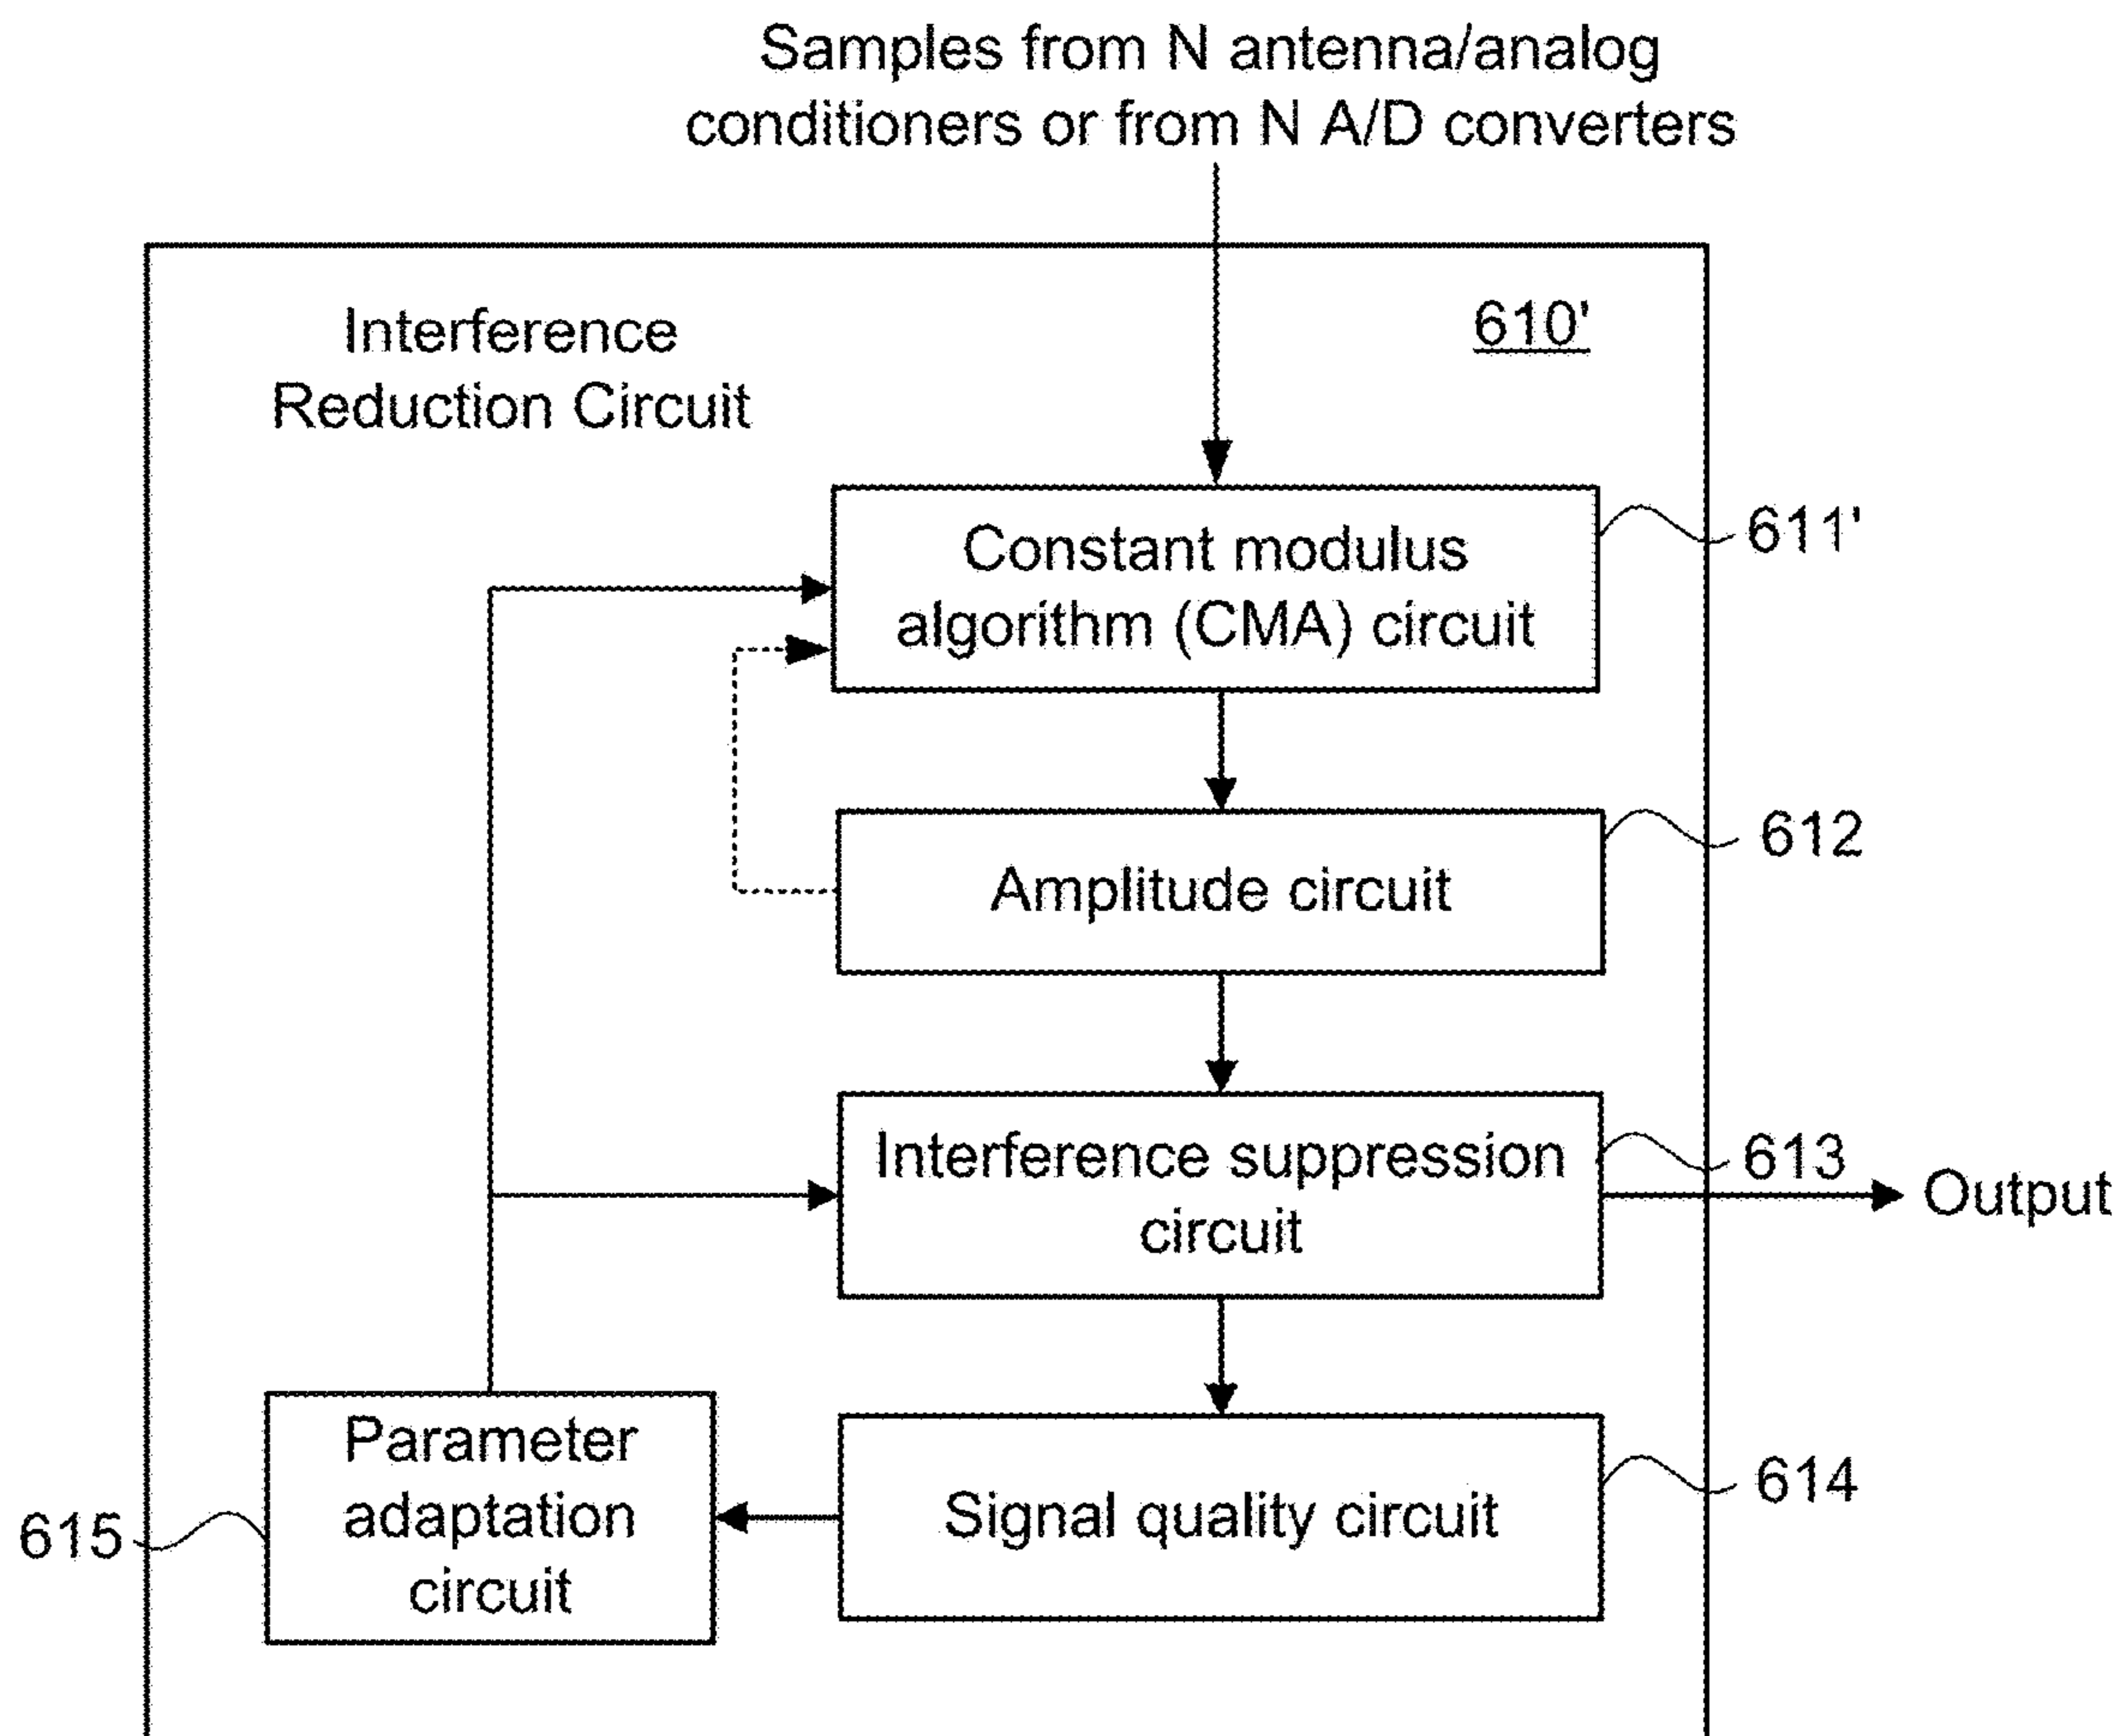 Samples from N antenna/analog
conditioners or from N A/D converters
Interference
Reduction Circuit
610'
Constant modulus
algorithm (CMA) circuit
611'
Amplitude circuit
612
Interference suppression
circuit
613
Output
Parameter
adaptation
circuit
615
Signal quality circuit
614